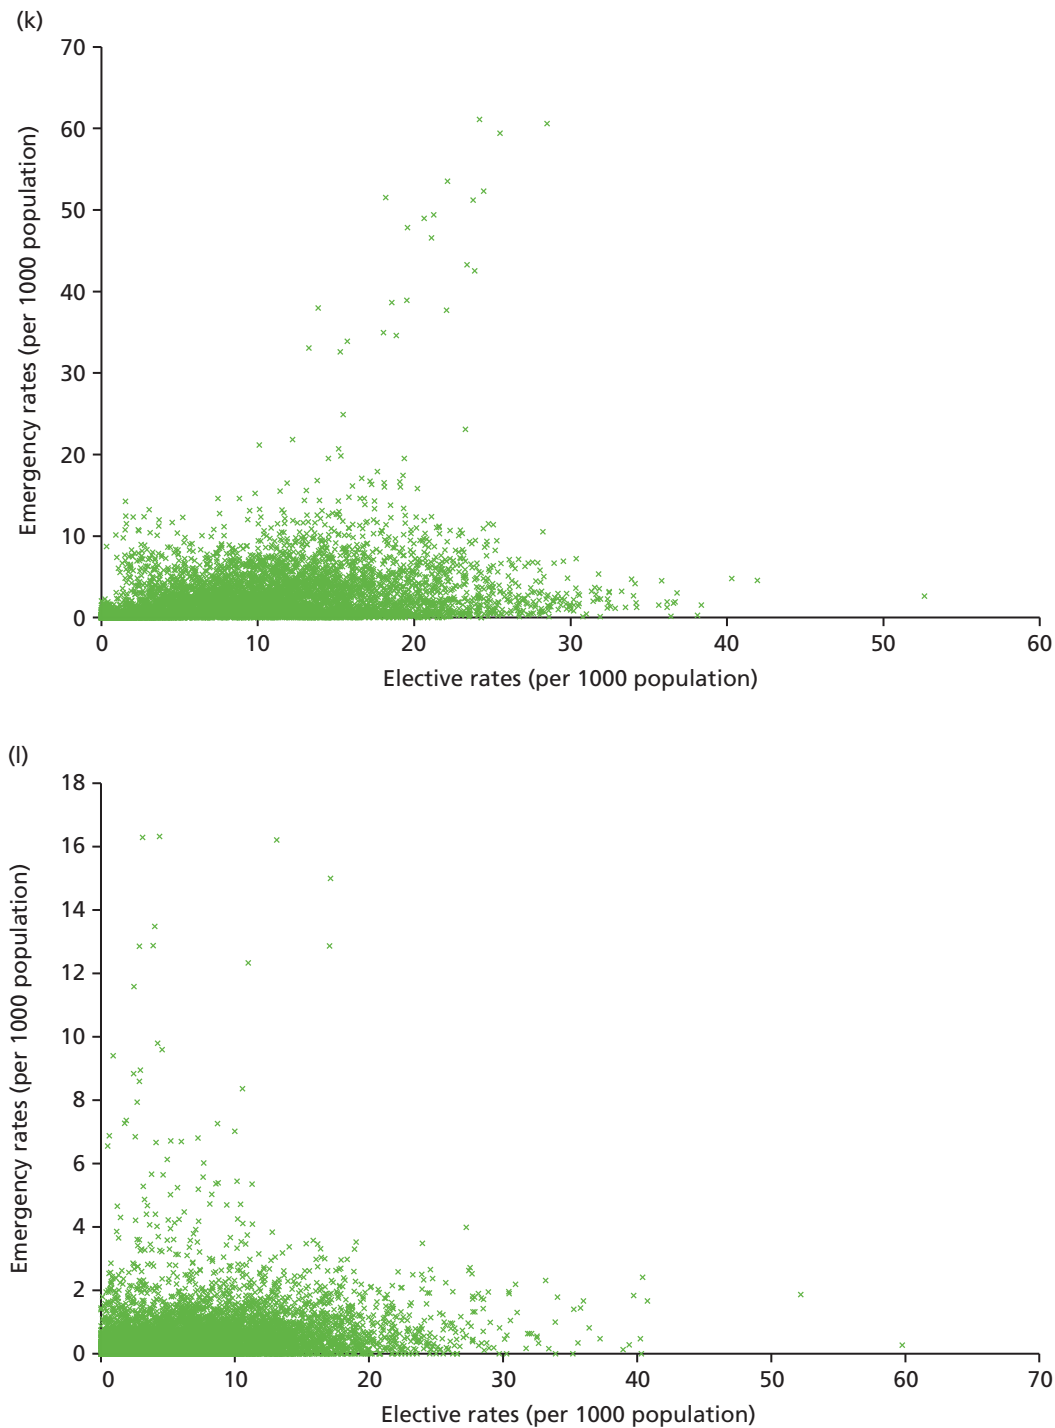 (k)
70
60
50
40
30
20
10
0
Emergency rates (per 1000 population)
0 10 20 30 40 50 60
Elective rates (per 1000 population)
(l)
18
16
14
12
10
8
6
4
2
0
Emergency rates (per 1000 population)
0 10 20 30 40 50 60 70
Elective rates (per 1000 population)